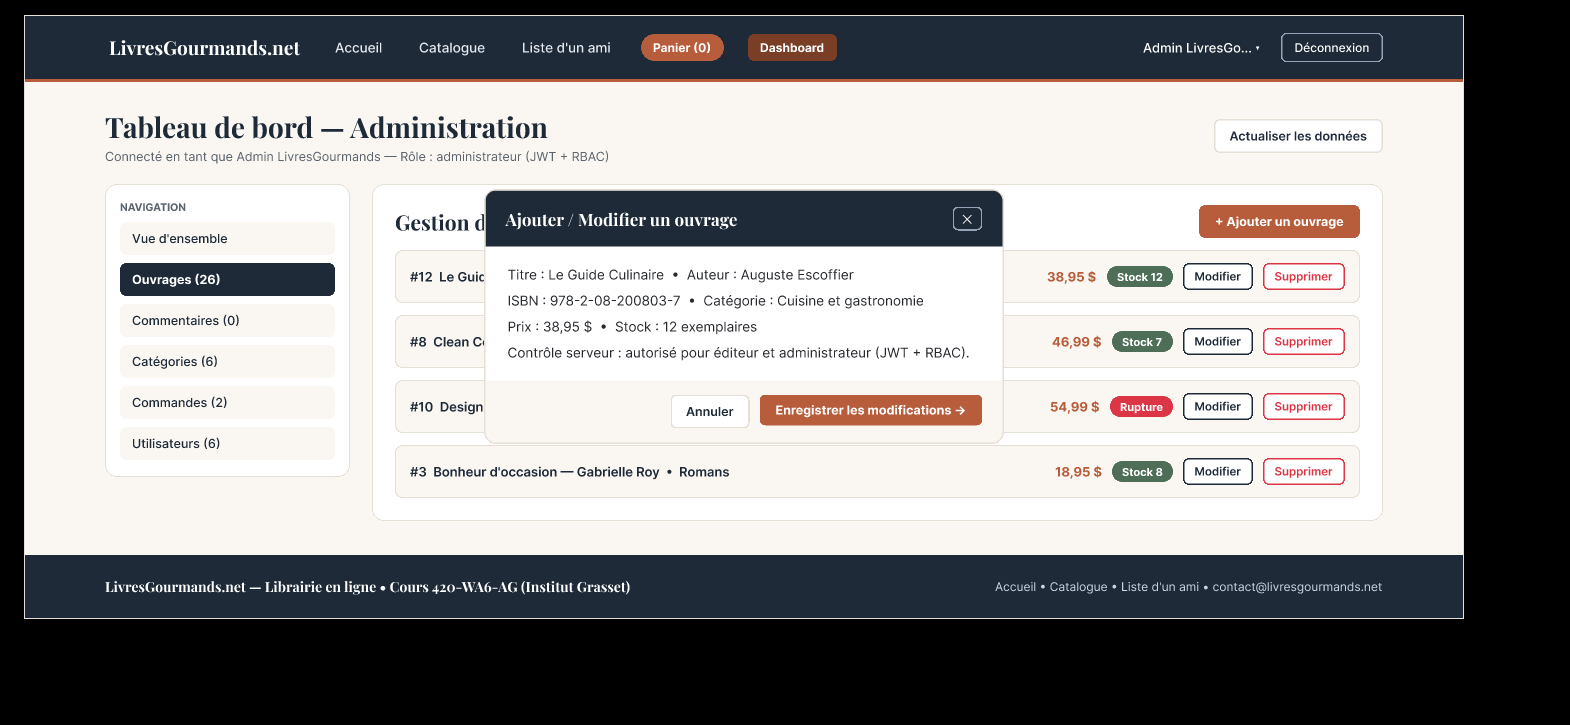 LivresGourmands.net Accueil Catalogue Liste d'un ami Panier (0) Dashboard Admin LivresGo... ▾ Déconnexion
Tableau de bord — Administration
Connecté en tant que Admin LivresGourmands — Rôle : administrateur (JWT + RBAC)
Actualiser les données
NAVIGATION
Vue d'ensemble
Ouvrages (26)
Commentaires (0)
Catégories (6)
Commandes (2)
Utilisateurs (6)
Gestion d
+ Ajouter un ouvrage
#12 Le Guid
38,95 $ Stock 12 Modifier Supprimer
#8 Clean
46,99 $ Stock 7 Modifier Supprimer
#10 Design
54,99 $ Rupture Modifier Supprimer
#3 Bonheur d'occasion — Gabrielle Roy • Romans 18,95 $ Stock 8 Modifier Supprimer
Ajouter / Modifier un ouvrage ×
Titre : Le Guide Culinaire • Auteur : Auguste Escoffier
ISBN : 978-2-08-200803-7 • Catégorie : Cuisine et gastronomie
Prix : 38,95 $ • Stock : 12 exemplaires
Contrôle serveur : autorisé pour éditeur et administrateur (JWT + RBAC).
Annuler Enregistrer les modifications →
LivresGourmands.net — Librairie en ligne • Cours 420-WA6-AG (Institut Grasset)
Accueil • Catalogue • Liste d'un ami • contact@livresgourmands.net